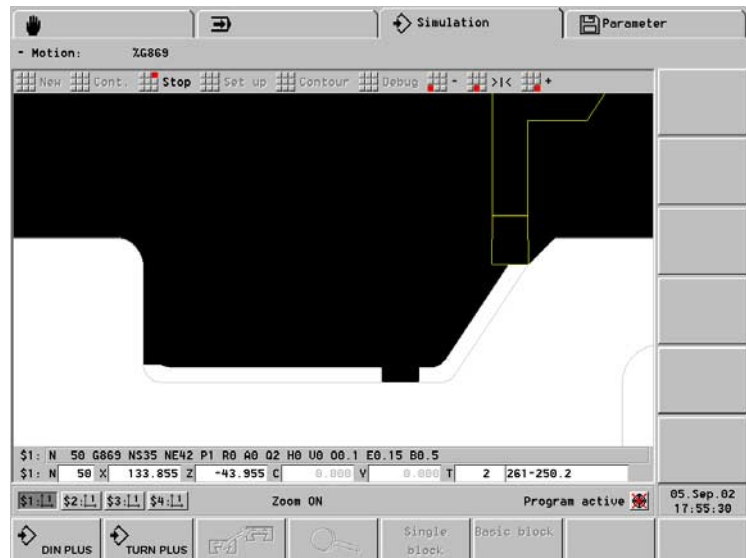 Simulation Parameter
- Motion: %G869
New Cont. Stop Set up Contour Debug - >|< +
$1: N 50 G869 NS35 NE42 P1 R0 A0 Q2 H0 V0 O0.1 E0.15 B0.5
$1: N 50 X 133.855 Z -43.955 C 0.000 Y 0.000 T 2 261-250.2
$1: $2: $3: $4: Zoom ON Program active
05.Sep.02
17:55:30
DIN PLUS TURN PLUS Single block Basic block